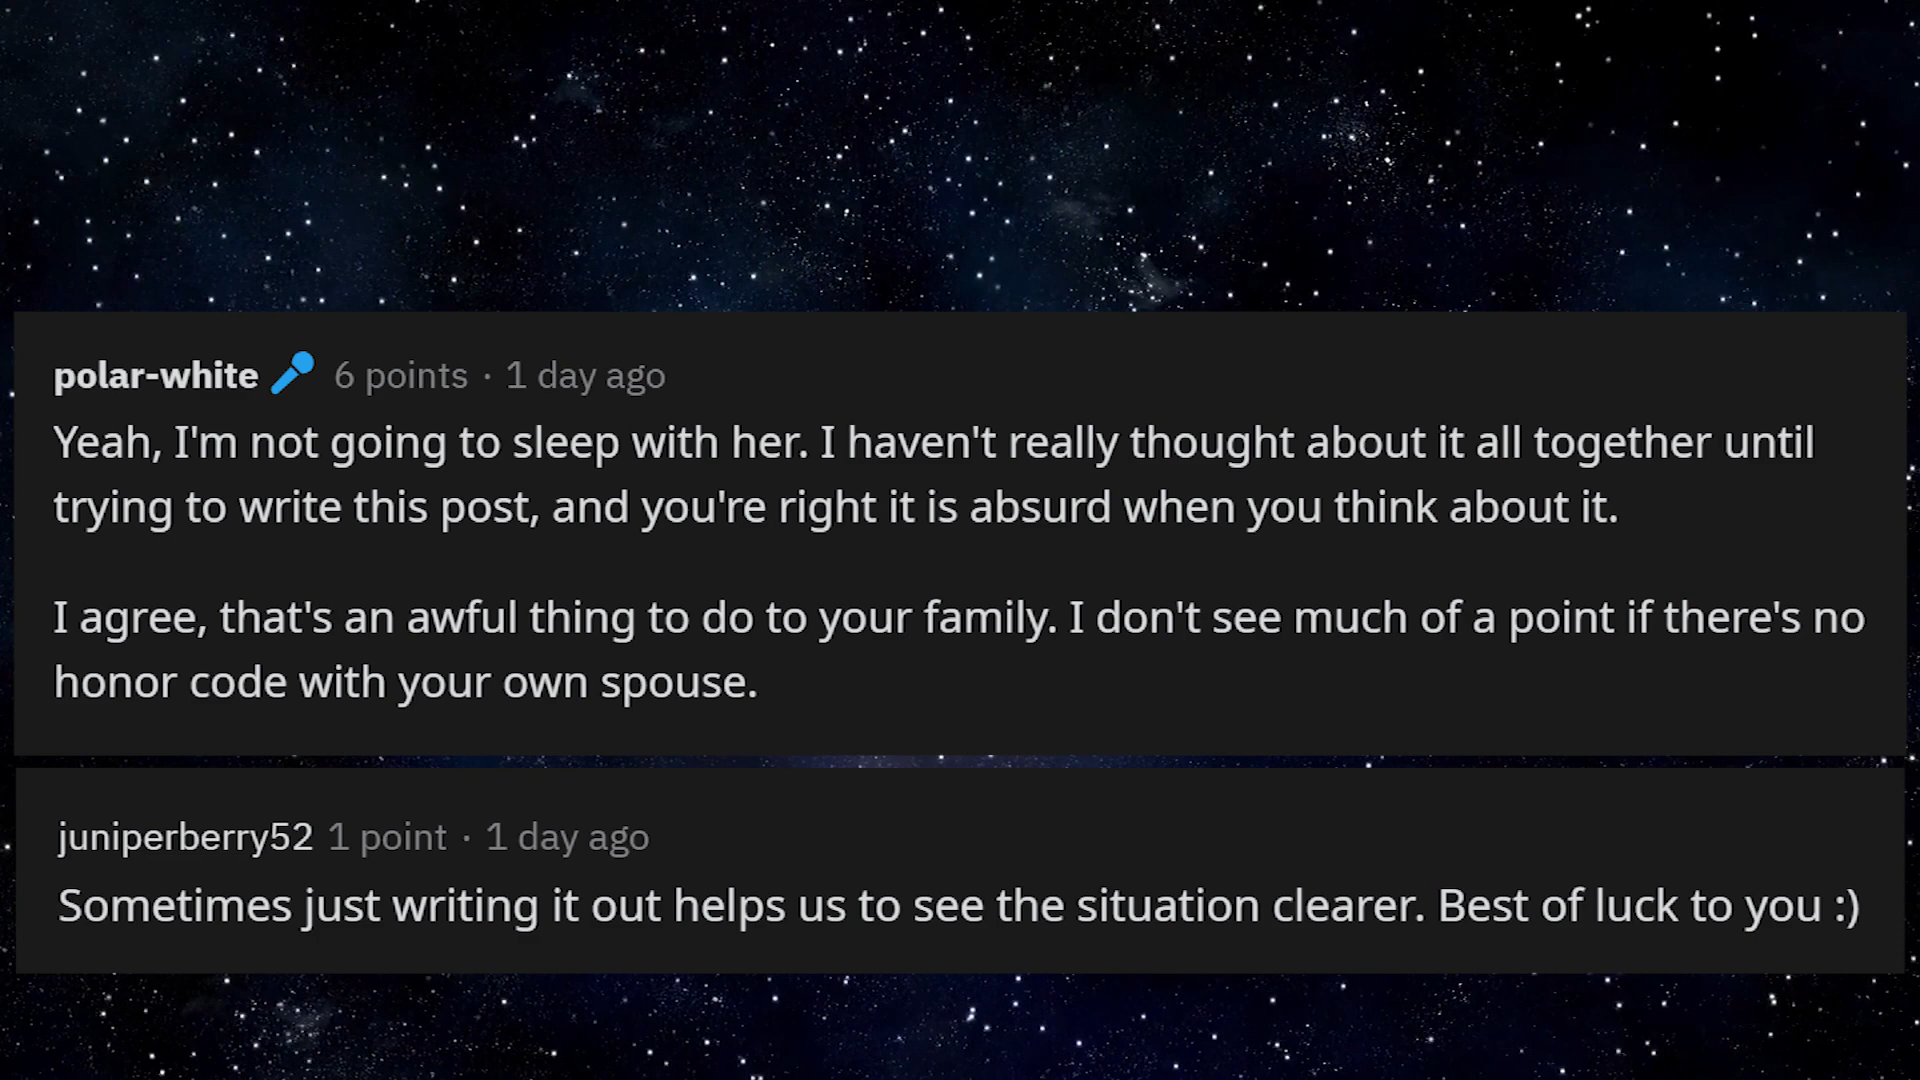 polar-white 6 points · 1 day ago
Yeah, I'm not going to sleep with her. I haven't really thought about it all together until
trying to write this post, and you're right it is absurd when you think about it.
I agree, that's an awful thing to do to your family. I don't see much of a point if there's no
honor code with your own spouse.
juniperberry52 1 point · 1 day ago
Sometimes just writing it out helps us to see the situation clearer. Best of luck to you :)